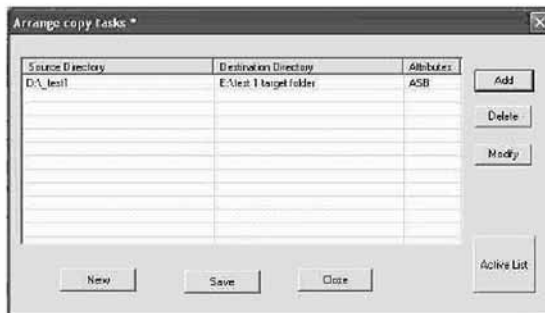 Arrange copy tasks *
Source Directory Destination Directory Attributes
D:\_test1 E:\test 1 target folder ASB
Add
Delete
Modify
Active List
New Save Close